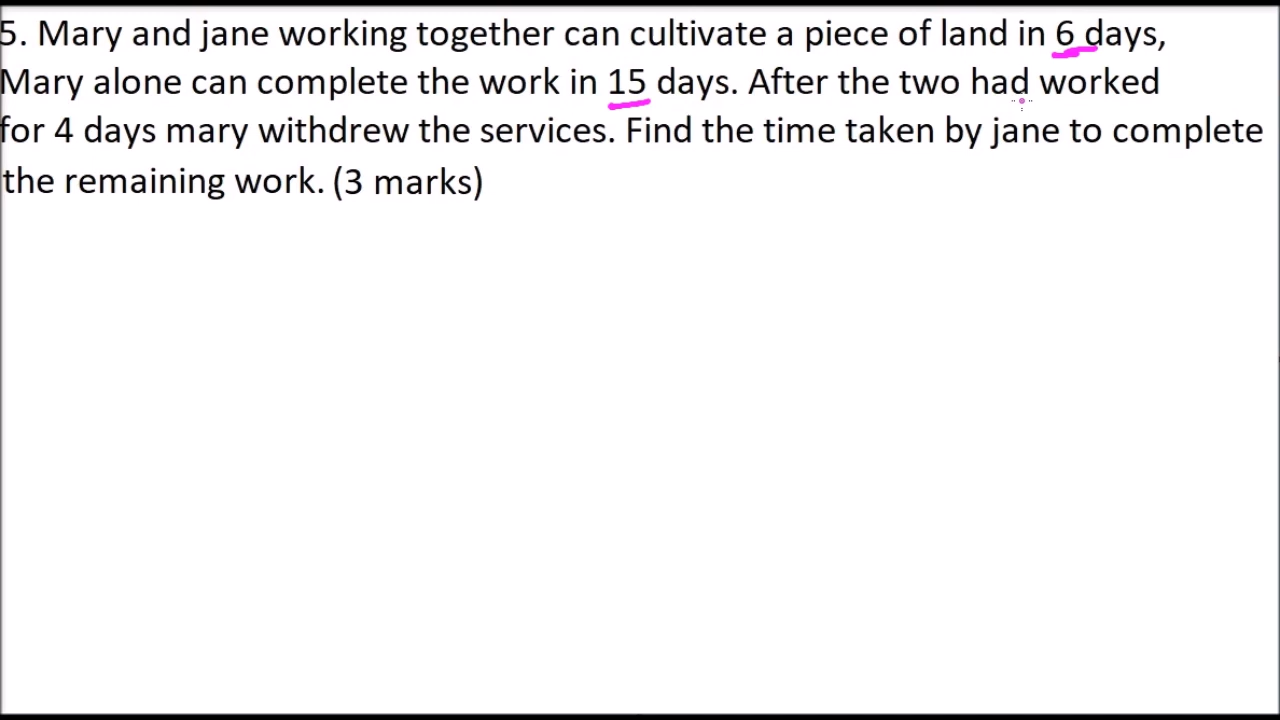 5. Mary and jane working together can cultivate a piece of land in 6 days,
Mary alone can complete the work in 15 days. After the two had worked
for 4 days mary withdrew the services. Find the time taken by jane to complete
the remaining work. (3 marks)